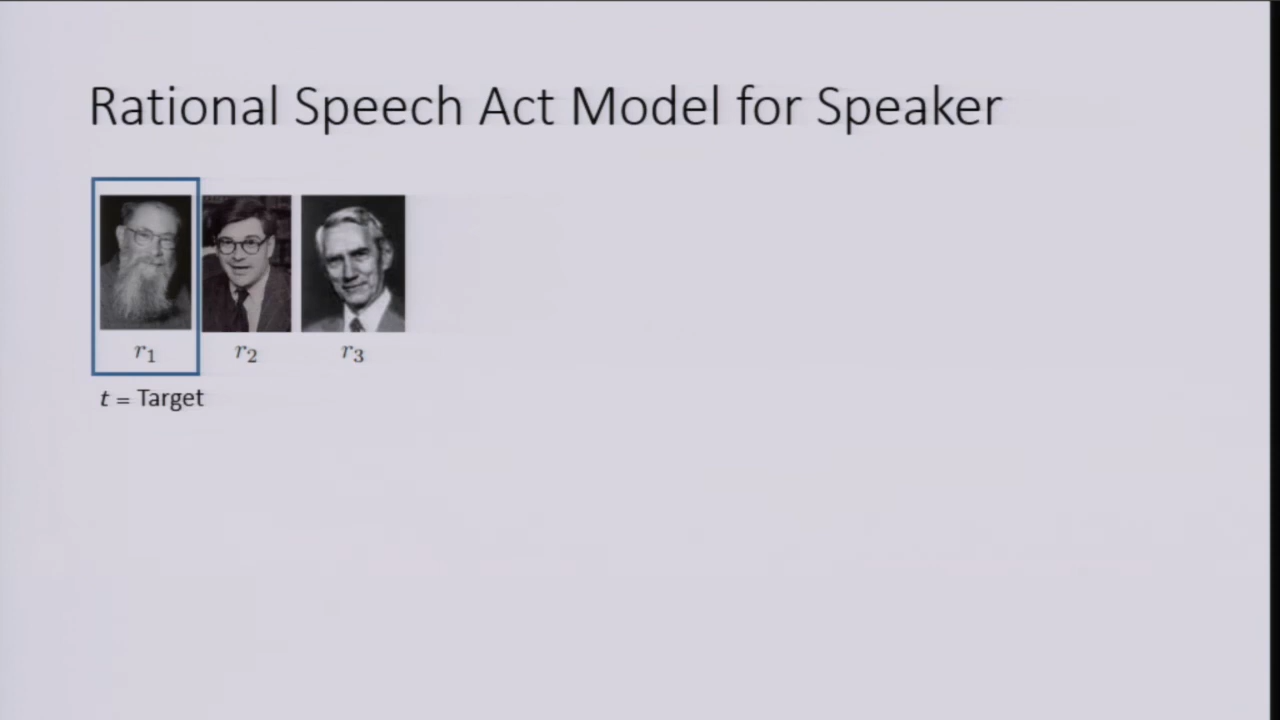 Rational Speech Act Model for Speaker
r₁ r₂ r₃
t = Target